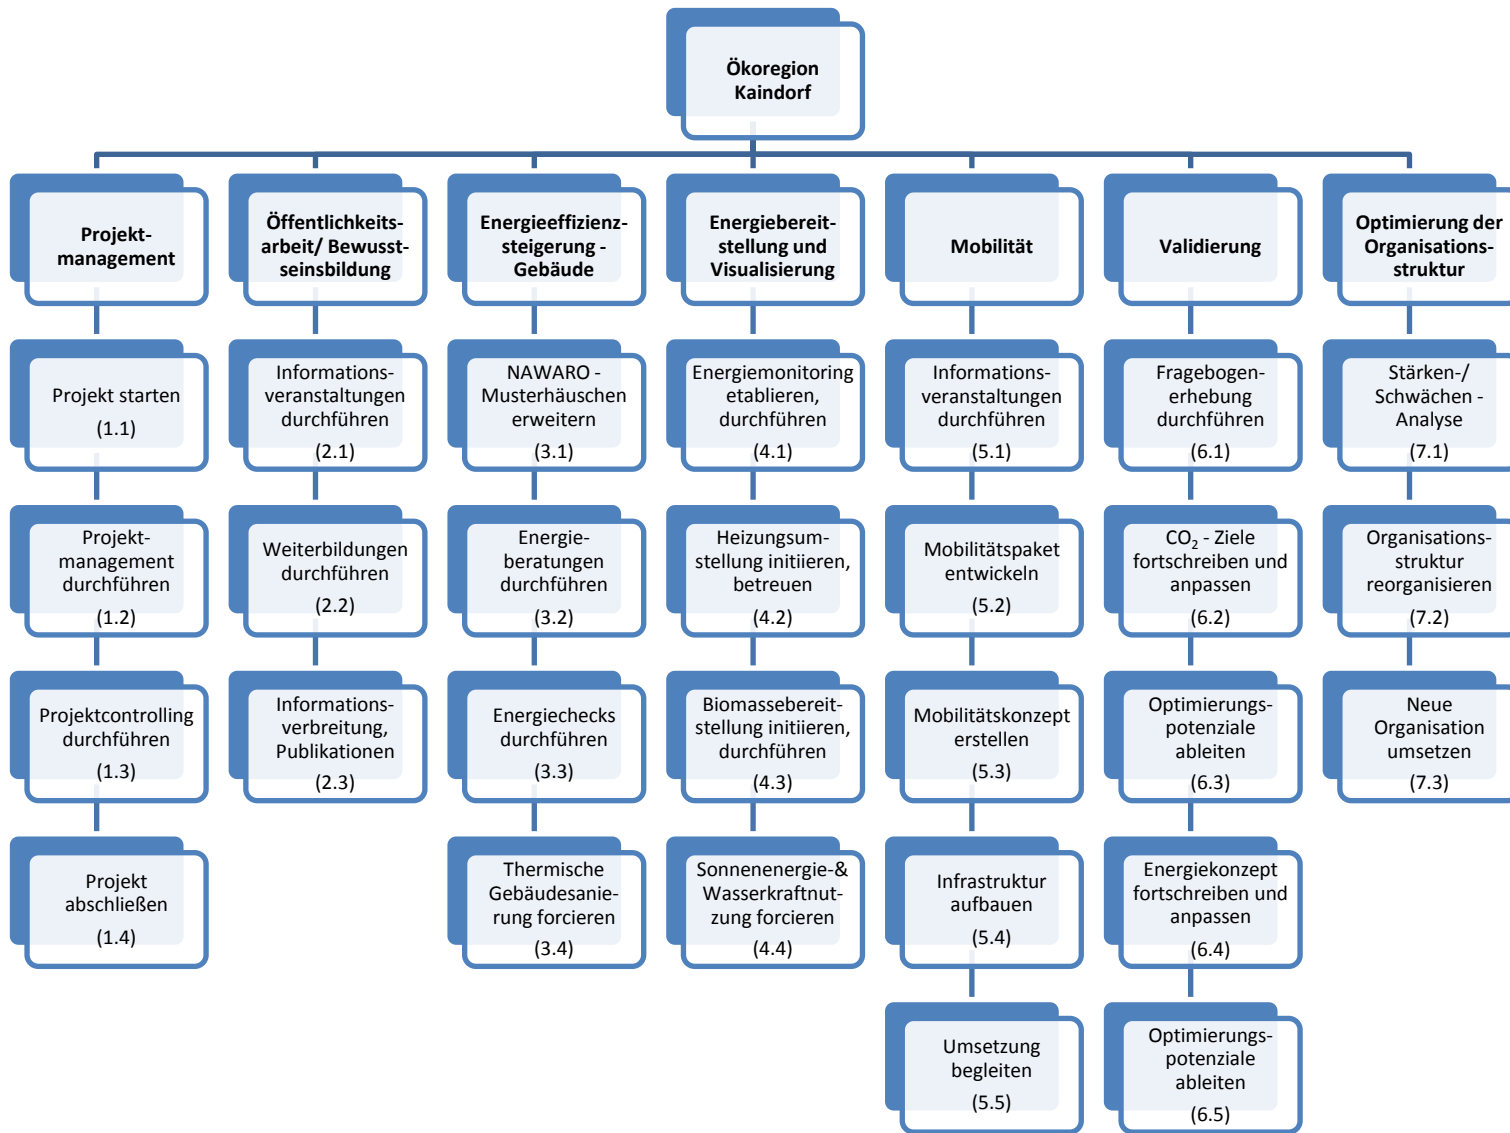 Ökoregion
Kaindorf
Projekt-
management
Öffentlichkeits-
arbeit/ Bewusst-
seinsbildung
Energieeffizienz-
steigerung -
Gebäude
Energiebereit-
stellung und
Visualisierung
Mobilität
Validierung
Optimierung der
Organisations-
struktur
Projekt starten
(1.1)
Informations-
veranstaltungen
durchführen
(2.1)
NAWARO -
Musterhäuschen
erweitern
(3.1)
Energiemonitoring
etablieren,
durchführen
(4.1)
Informations-
veranstaltungen
durchführen
(5.1)
Fragebogen-
erhebung
durchführen
(6.1)
Stärken-/
Schwächen -
Analyse
(7.1)
Projekt-
management
durchführen
(1.2)
Weiterbildungen
durchführen
(2.2)
Energie-
beratungen
durchführen
(3.2)
Heizungsum-
stellung initiieren,
betreuen
(4.2)
Mobilitätspaket
entwickeln
(5.2)
CO₂ - Ziele
fortschreiben und
anpassen
(6.2)
Organisations-
struktur
reorganisieren
(7.2)
Projektcontrolling
durchführen
(1.3)
Informations-
verbreitung,
Publikationen
(2.3)
Energiechecks
durchführen
(3.3)
Biomassebereit-
stellung initiieren,
durchführen
(4.3)
Mobilitätskonzept
erstellen
(5.3)
Optimierungs-
potenziale
ableiten
(6.3)
Neue
Organisation
umsetzen
(7.3)
Projekt
abschließen
(1.4)
Thermische
Gebäudesanie-
rung forcieren
(3.4)
Sonnenenergie-&
Wasserkraftnut-
zung forcieren
(4.4)
Infrastruktur
aufbauen
(5.4)
Energiekonzept
fortschreiben und
anpassen
(6.4)
Umsetzung
begleiten
(5.5)
Optimierungs-
potenziale
ableiten
(6.5)